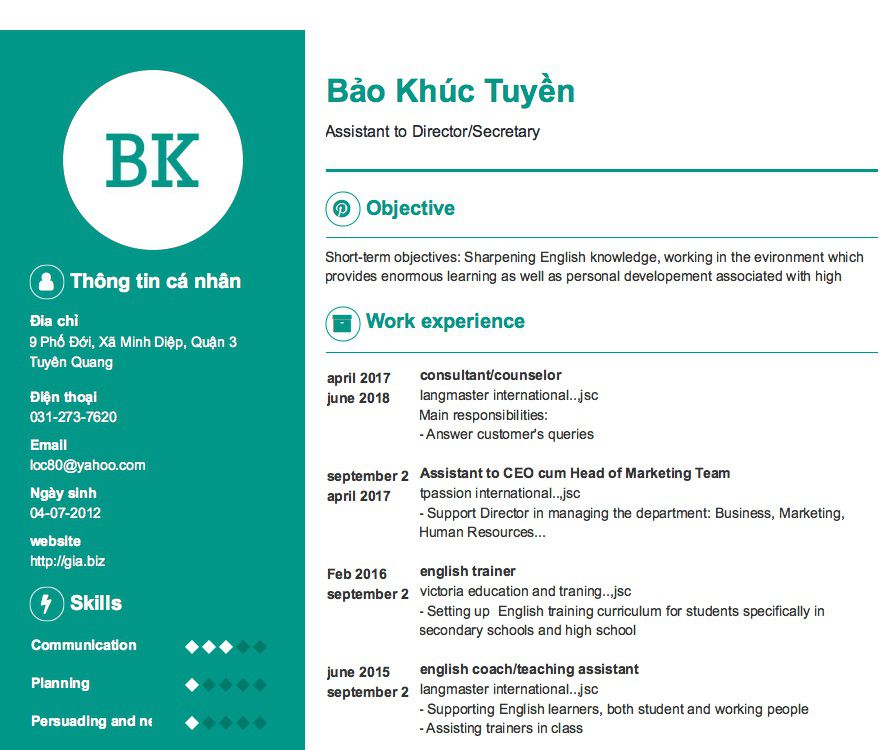 BK
Thông tin cá nhân
Địa chỉ
9 Phố Đới, Xã Minh Diệp, Quận 3
Tuyên Quang
Điện thoại
031-273-7620
Email
loc80@yahoo.com
Ngày sinh
04-07-2012
website
http://gia.biz
Skills
Communication
Planning
Persuading and ne
Bảo Khúc Tuyền
Assistant to Director/Secretary
Objective
Short-term objectives: Sharpening English knowledge, working in the evironment which
provides enormous learning as well as personal developement associated with high
Work experience
april 2017 consultant/counselor
june 2018 langmaster international..,jsc
Main responsibilities:
- Answer customer's queries
september 2 Assistant to CEO cum Head of Marketing Team
april 2017 tpassion international..,jsc
- Support Director in managing the department: Business, Marketing,
Human Resources...
Feb 2016 english trainer
september 2 victoria education and traning..,jsc
- Setting up English training curriculum for students specifically in
secondary schools and high school
june 2015 english coach/teaching assistant
september 2 langmaster international..,jsc
- Supporting English learners, both student and working people
- Assisting trainers in class